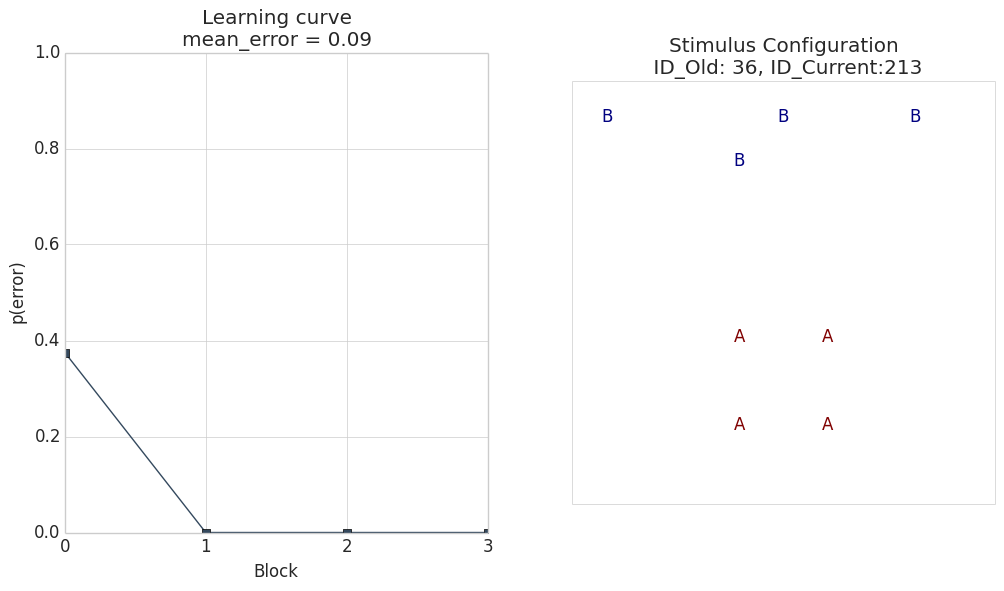 Learning curve
mean_error = 0.09
1.0
0.8
0.6
0.4
0.2
0.0
p(error)
0 1 2 3
Block
Stimulus Configuration
ID_Old: 36, ID_Current:213
B B B
B
A A
A A